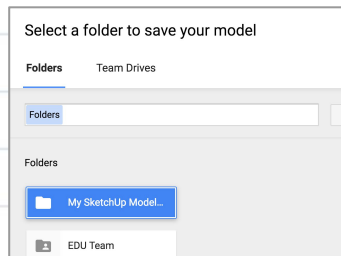 Select a folder to save your model
Folders Team Drives
Folders
Folders
My SketchUp Model...
EDU Team